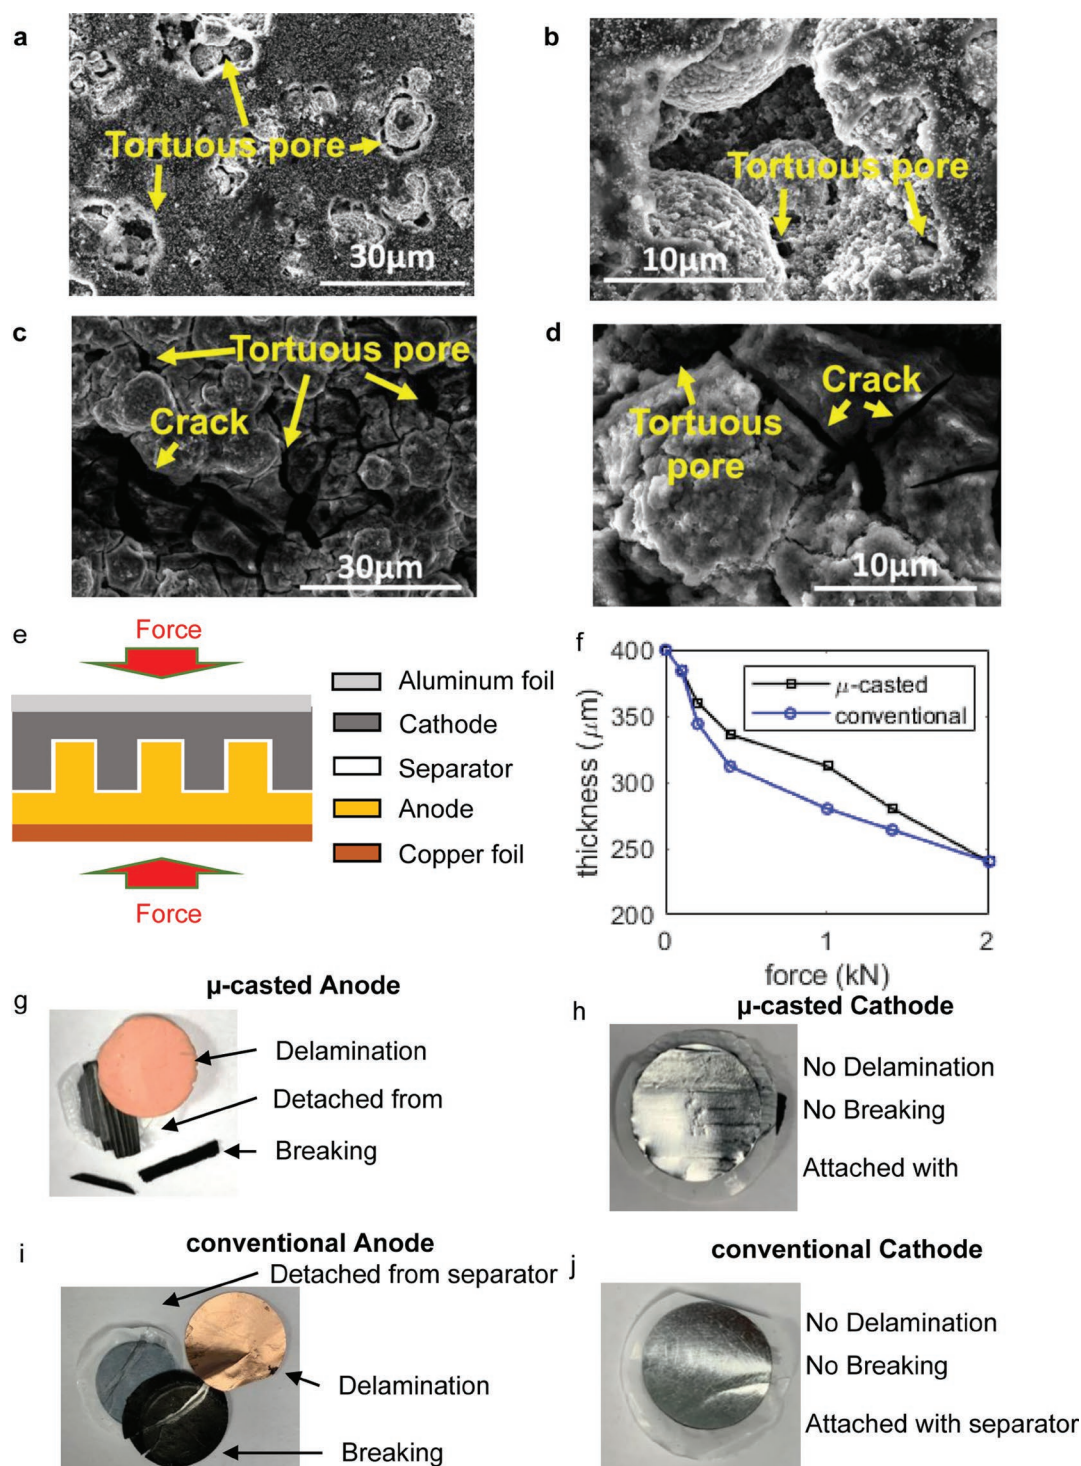 a
Tortuous pore
30μm
b
Tortuous pore
10μm
c
Tortuous pore
Crack
30μm
d
Crack
Tortuous
pore
10μm
e
Force
Aluminum foil
Cathode
Separator
Anode
Copper foil
Force
f
400
350
300
250
200
thickness (μm)
μ-casted
conventional
0
1
2
force (kN)
g
μ-casted Anode
Delamination
Detached from
Breaking
h
μ-casted Cathode
No Delamination
No Breaking
Attached with
i
conventional Anode
Detached from separator
Delamination
Breaking
j
conventional Cathode
No Delamination
No Breaking
Attached with separator